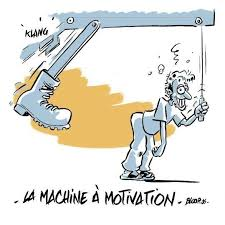 KLANG
- LA MACHINE À MOTIVATION -